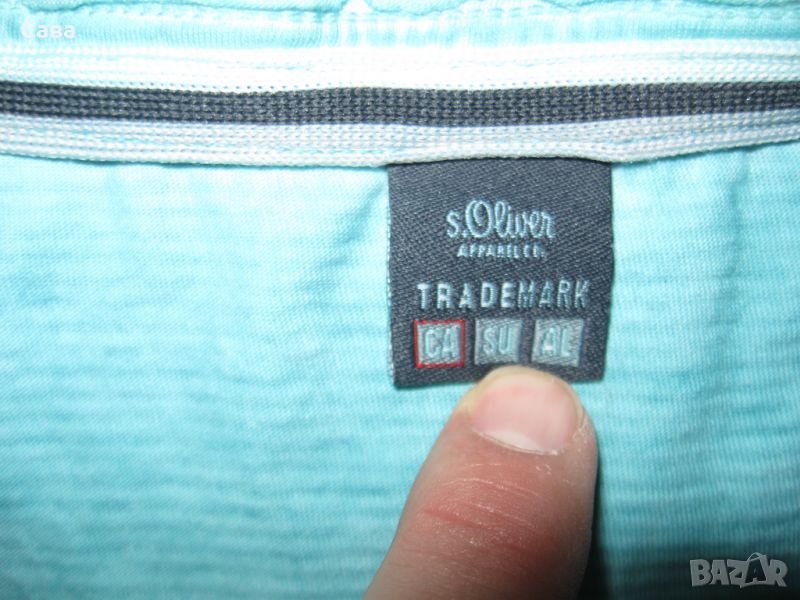 Сава
s.Oliver
APPAREL CO.
TRADEMARK
CA SU AL
BAZAR